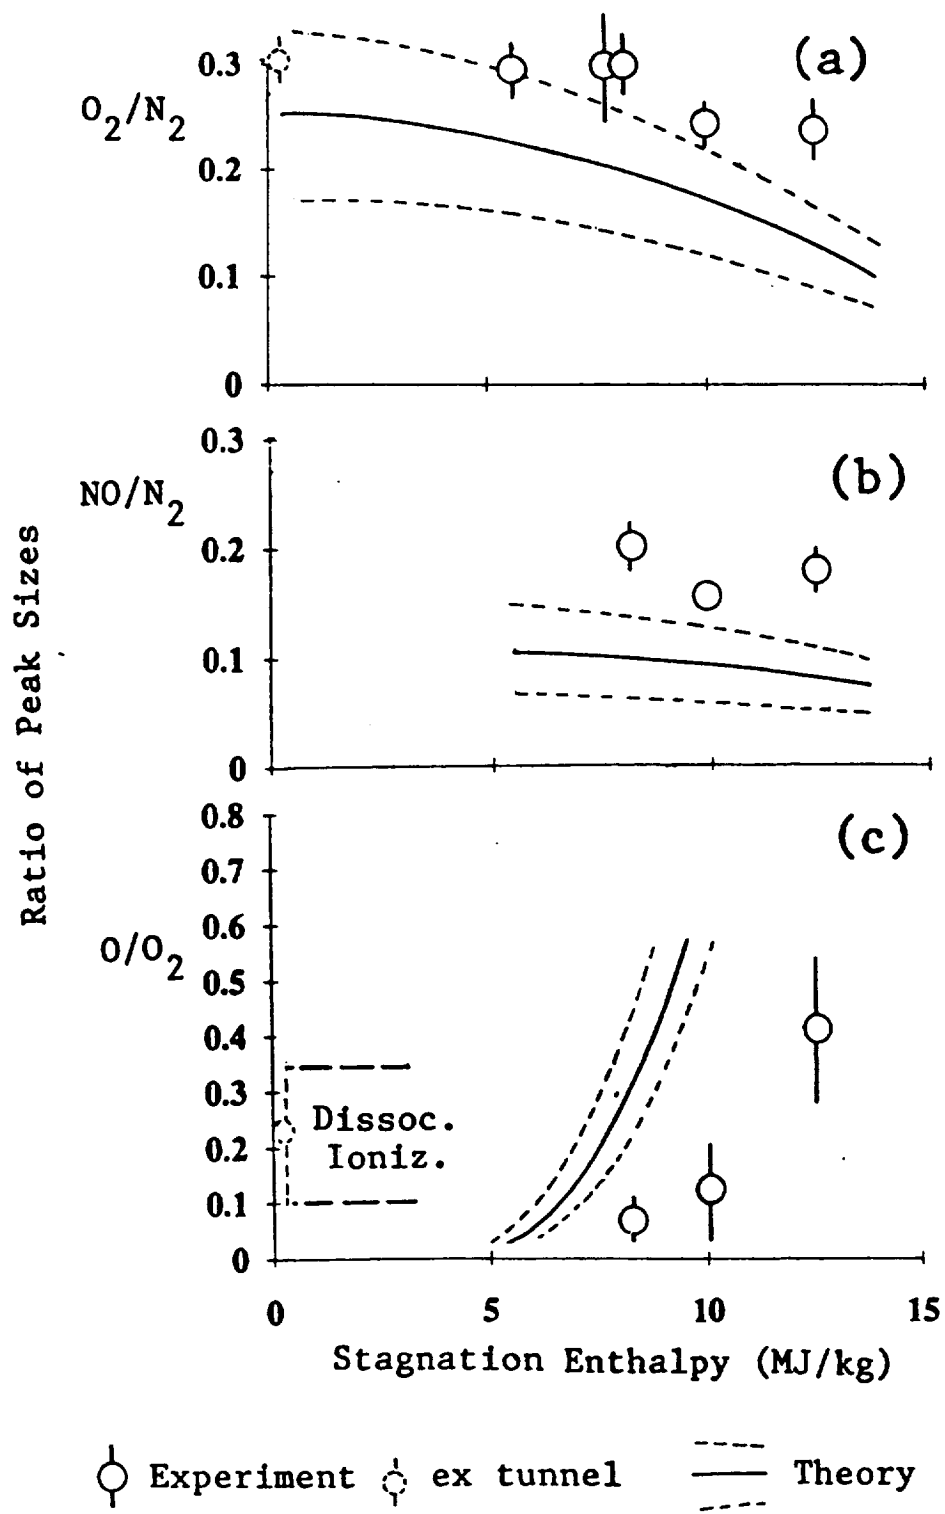 (a)
0.3
O2/N2
0.2
0.1
0
0.3
(b)
NO/N2
0.2
0.1
0
Ratio of Peak Sizes
0.8
(c)
0.7
0.6
O/O2
0.5
0.4
0.3
Dissoc.
Ioniz.
0.2
0.1
0
0 5 10 15
Stagnation Enthalpy (MJ/kg)
Experiment ex tunnel Theory